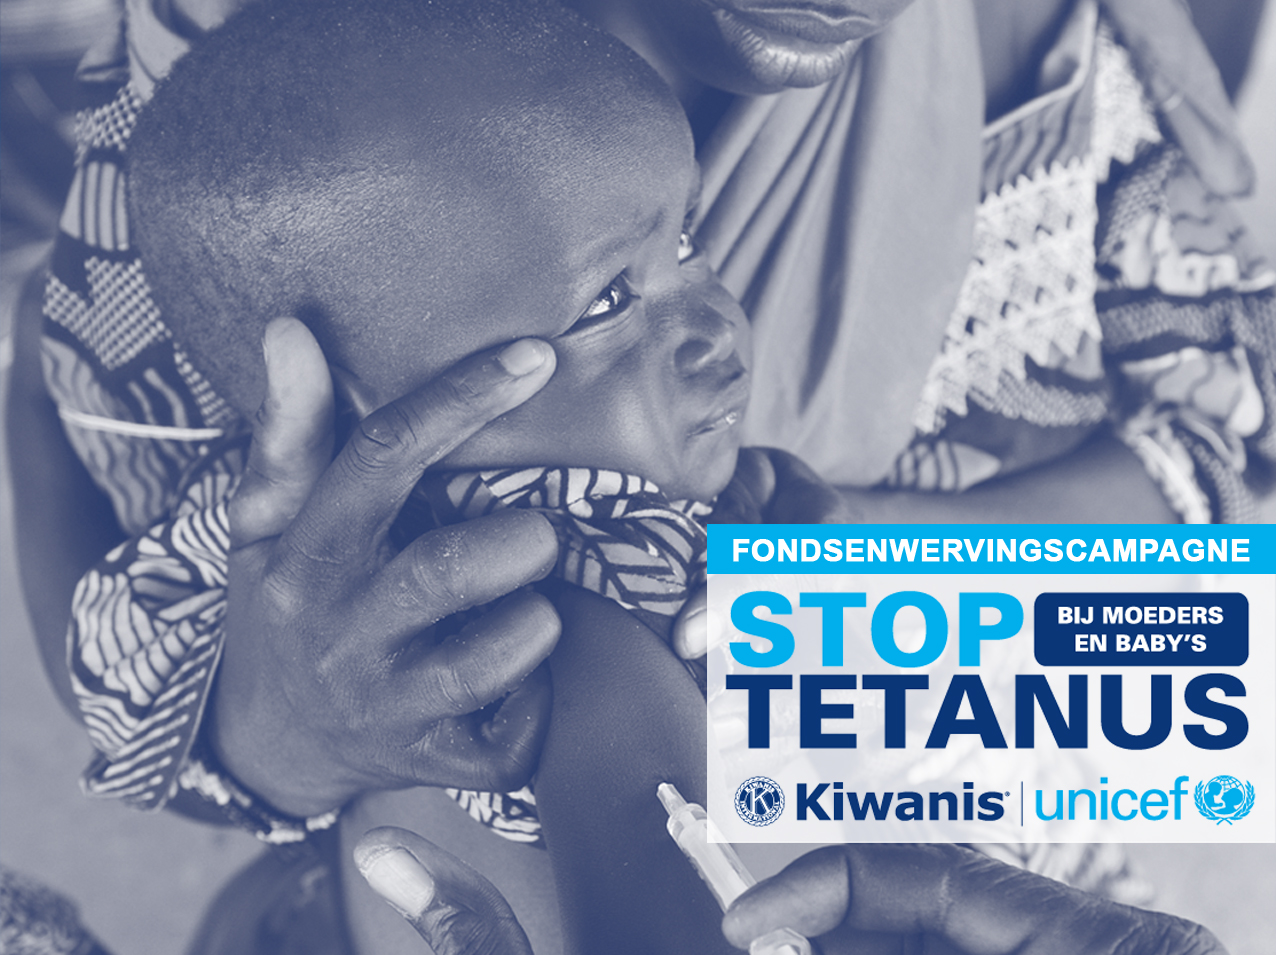 FONDSENWERVINGSCAMPAGNE
STOP
BIJ MOEDERS
EN BABY'S
TETANUS
Kiwanis® | unicef